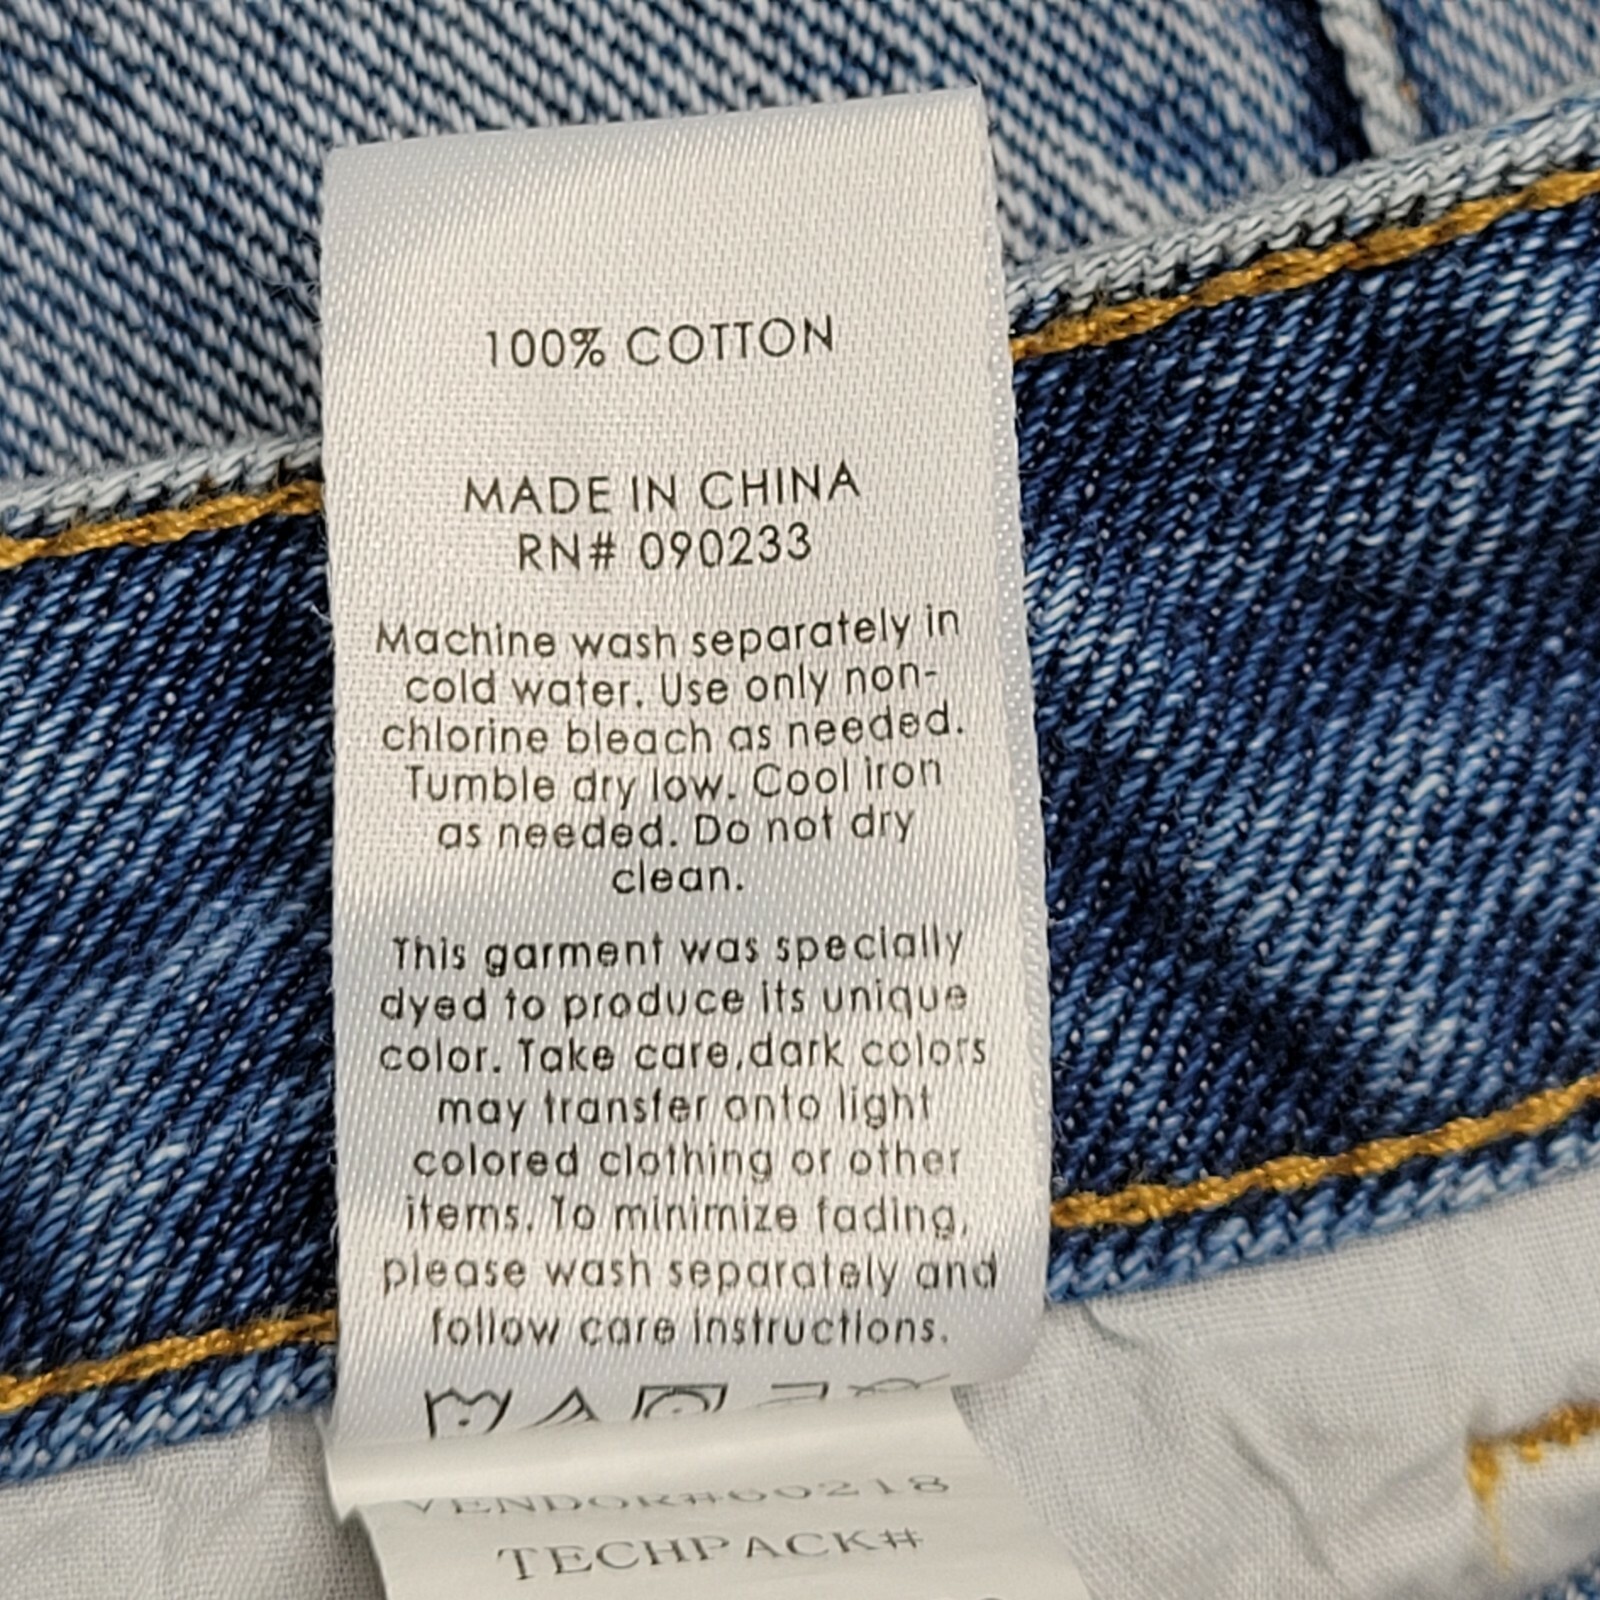 100% COTTON
MADE IN CHINA
RN# 090233
Machine wash separately in
cold water. Use only non-
chlorine bleach as needed.
Tumble dry low. Cool iron
as needed. Do not dry
clean.
This garment was specially
dyed to produce its unique
color. Take care,dark colors
may transfer onto light
colored clothing or other
items. To minimize fading,
please wash separately and
follow care instructions.
VENDOR#60218
TECHPACK#